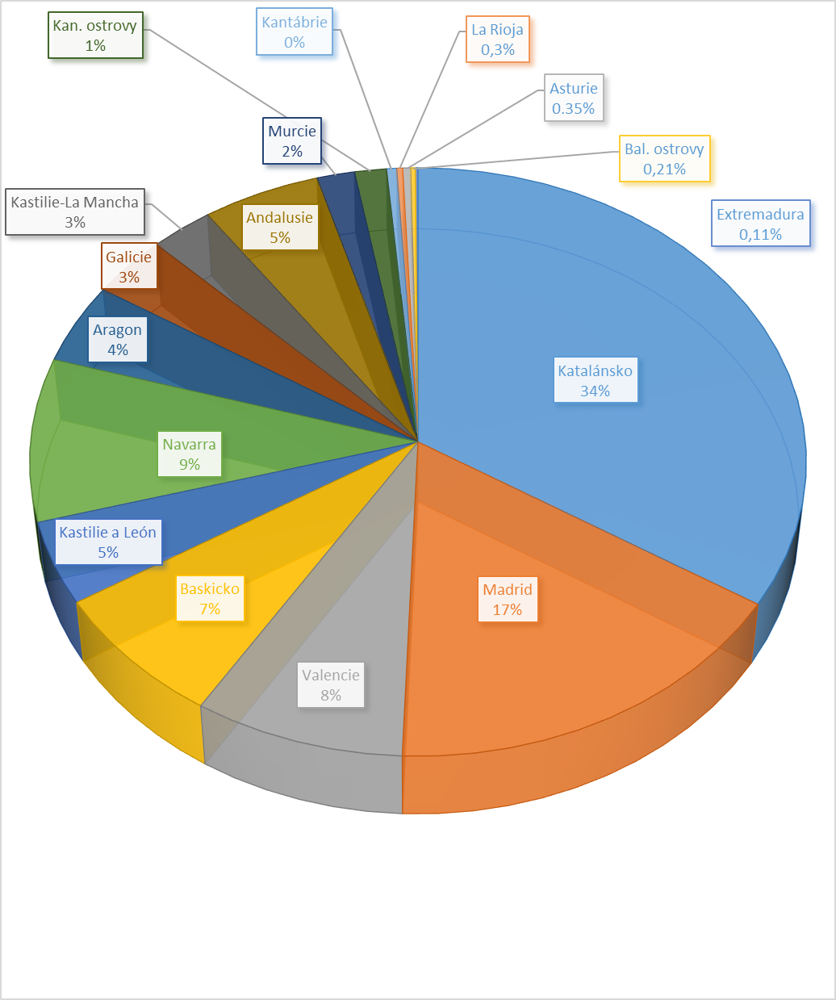 Kan. ostrovy
1%
Kantábrie
0%
La Rioja
0,3%
Asturie
0.35%
Murcie
2%
Bal. ostrovy
0,21%
Kastilie-La Mancha
3%
Andalusie
5%
Extremadura
0,11%
Galicie
3%
Aragon
4%
Katalánsko
34%
Navarra
9%
Kastilie a León
5%
Baskicko
7%
Madrid
17%
Valencie
8%